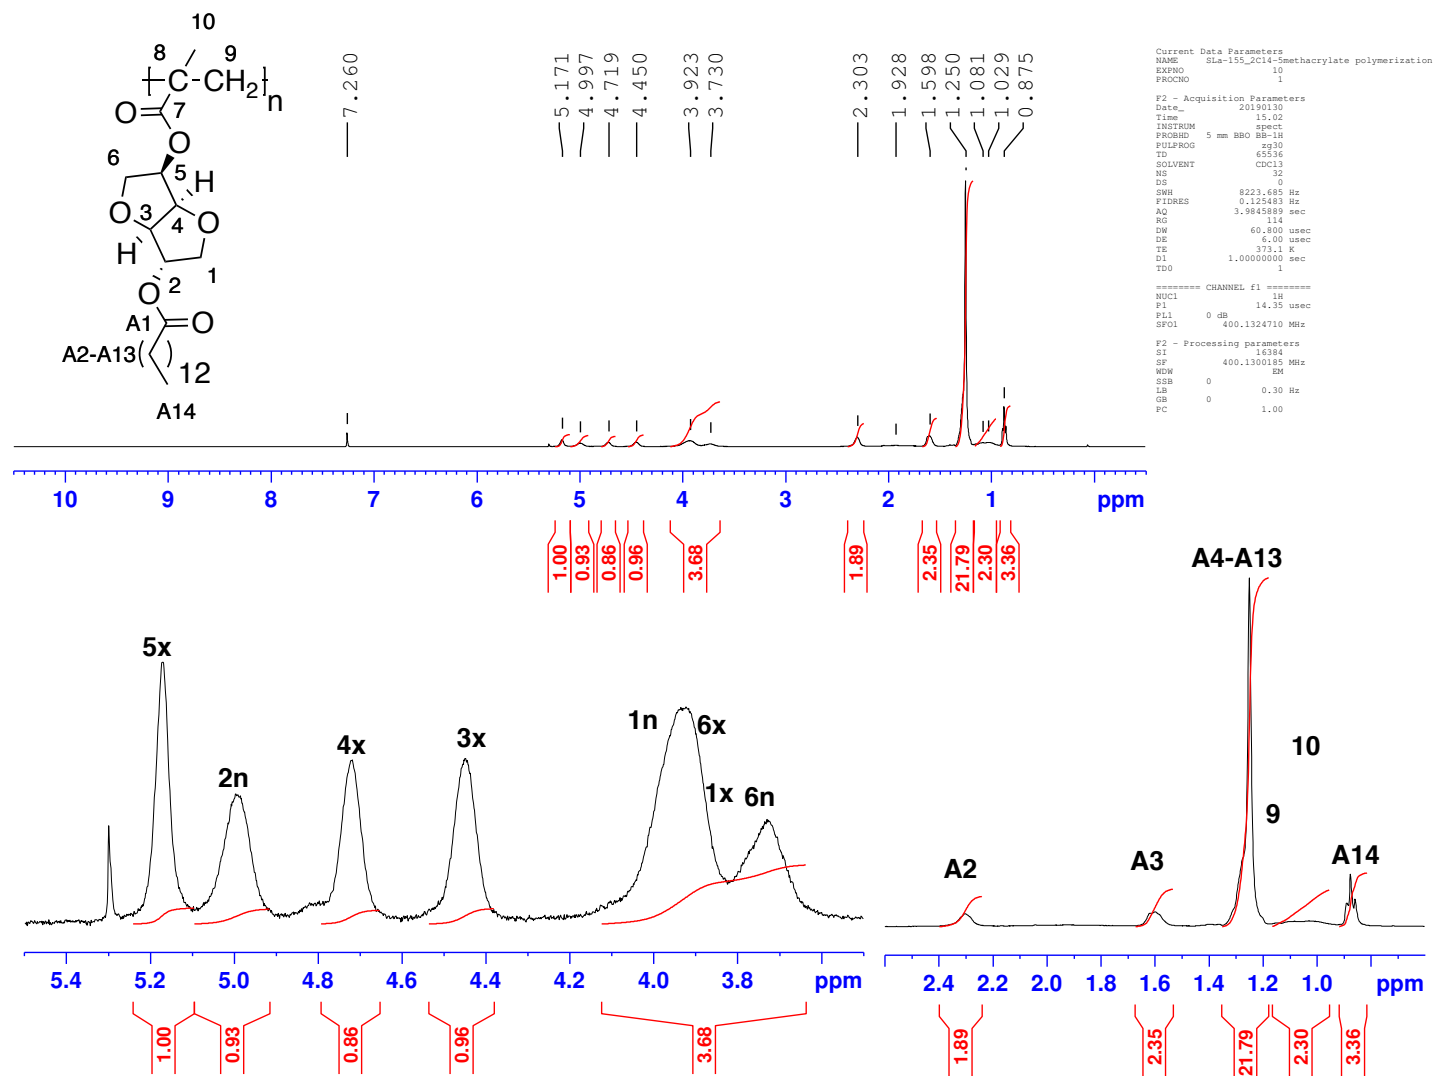 10
8
9
CH2
n
O
7
O
6
5
H
O
3
4
O
H
2
1
O
A1
O
A2-A13
12
A14
7.260
5.171
4.997
4.719
4.450
3.923
3.730
2.303
1.928
1.598
1.250
1.081
1.029
0.875
Current Data Parameters
NAME SLa-155_2C14-5methacrylate polymerization
EXPNO 10
PROCNO 1
F2 - Acquisition Parameters
Date_ 20190130
Time 15.02
INSTRUM spect
PROBHD 5 mm BBO BB-1H
PULPROG zg30
TD 65536
SOLVENT CDCl3
NS 32
DS 0
SWH 8223.685 Hz
FIDRES 0.125483 Hz
AQ 3.9845889 sec
RG 114
DW 60.800 usec
DE 6.00 usec
TE 373.1 K
D1 1.00000000 sec
TD0 1
======== CHANNEL f1 ========
NUC1 1H
P1 14.35 usec
PL1 0 dB
SFO1 400.1324710 MHz
F2 - Processing parameters
SI 16384
SF 400.1300185 MHz
WDW EM
SSB 0
LB 0.30 Hz
GB 0
PC 1.00
10 9 8 7 6 5 4 3 2 1 ppm
1.00
0.93
0.86
0.96
3.68
1.89
2.35
21.79
2.30
3.36
5x
2n
4x
3x
1n
6x
1x
6n
5.4 5.2 5.0 4.8 4.6 4.4 4.2 4.0 3.8 ppm
1.00
0.93
0.86
0.96
3.68
A4-A13
10
9
A2
A3
A14
2.4 2.2 2.0 1.8 1.6 1.4 1.2 1.0 ppm
1.89
2.35
21.79
2.30
3.36